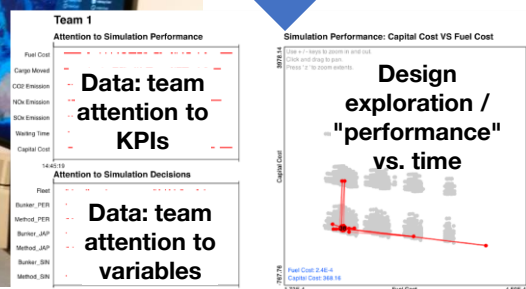 Team 1
Attention to Simulation Performance
Fuel Cost
Cargo Moved
CO2 Emission
NOx Emission
SOx Emission
Waiting Time
Capital Cost
Data: team
attention to
KPIs
14:45:19
Attention to Simulation Decisions
Fleet
Bunker_PER
Method_PER
Bunker_JAP
Method_JAP
Bunker_SIN
Method_SIN
Data: team
attention to
variables
Simulation Performance: Capital Cost VS Fuel Cost
Use + / - keys to zoom in and out.
Click and drag to pan.
Press 'z' to zoom extents.
Design
exploration /
"performance"
vs. time
3978.14
Capital Cost
-767.76
Fuel Cost: 2.4E-4
Capital Cost: 368.16